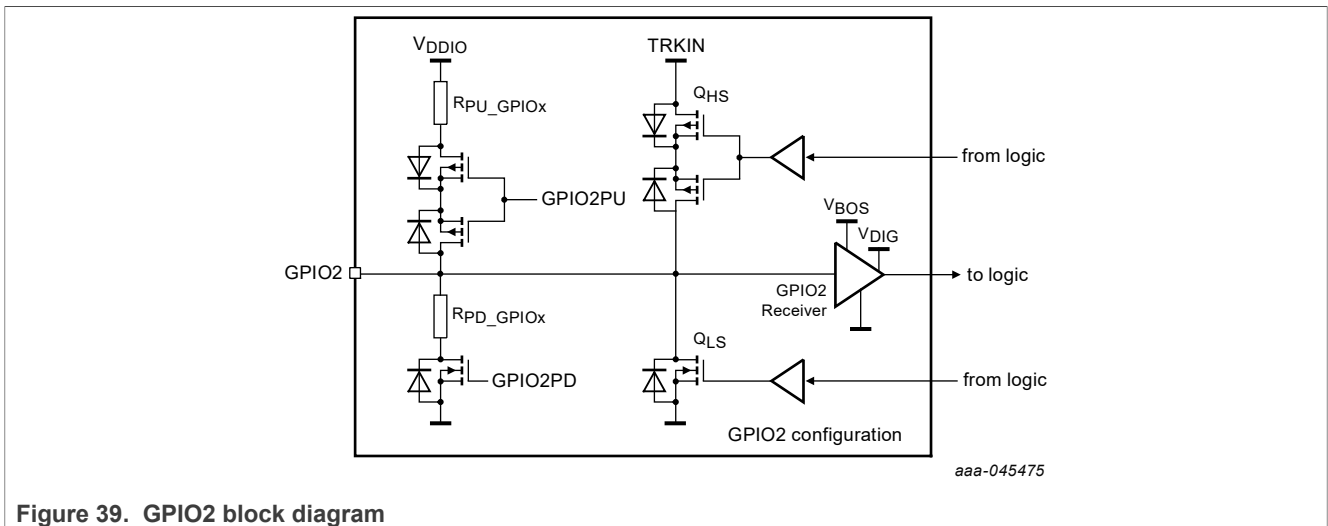 VDDIO
TRKIN
RPU_GPIOx
QHS
from logic
GPIO2PU
VBOS
VDIG
GPIO2
to logic
GPIO2
Receiver
RPD_GPIOx
QLS
GPIO2PD
from logic
GPIO2 configuration
aaa-045475
Figure 39. GPIO2 block diagram